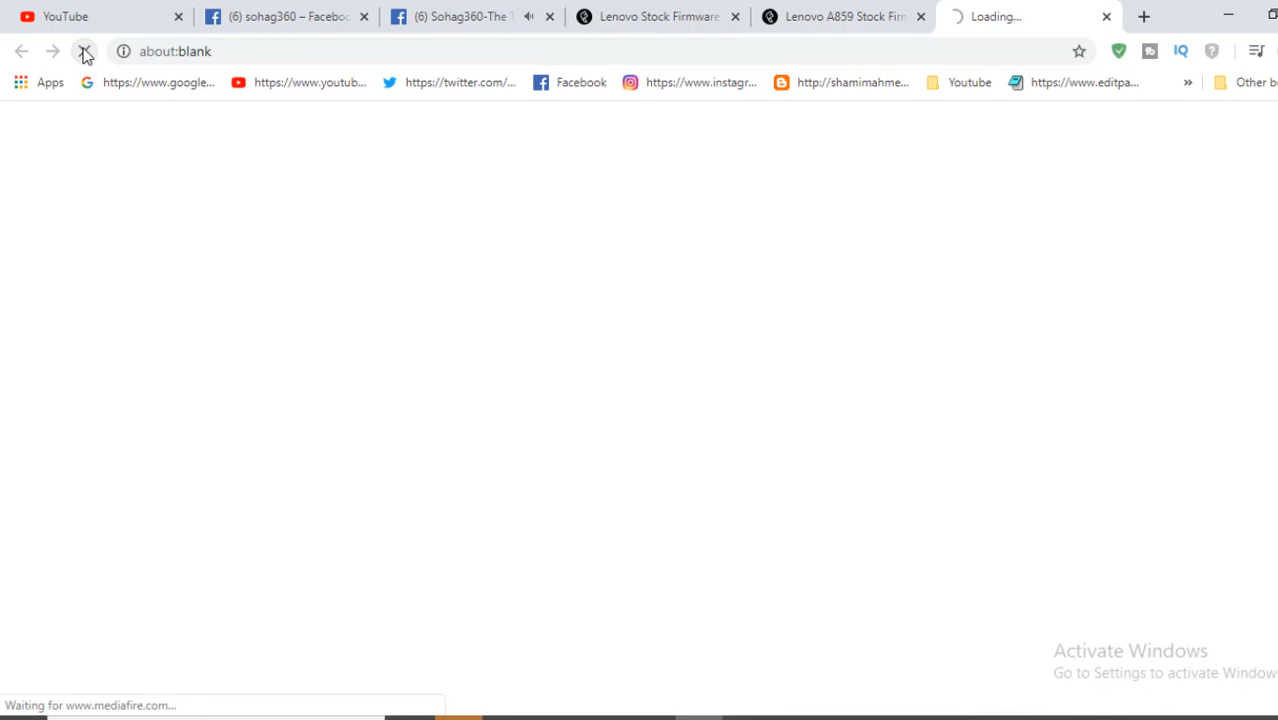 YouTube
(6) sohag360 – Faceboo
(6) Sohag360-The T
Lenovo Stock Firmware
Lenovo A859 Stock Firm
Loading...
about:blank
Apps
https://www.google...
https://www.youtub...
https://twitter.com/...
Facebook
https://www.instagr...
http://shamimahme...
Youtube
https://www.editpa...
»
Other b
Activate Windows
Go to Settings to activate Windows
Waiting for www.mediafire.com...